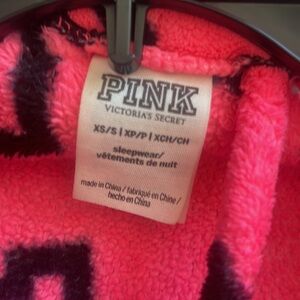 PINK
VICTORIA'S SECRET
XS/S | XP/P | XCH/CH
sleepwear/
vêtements de nuit
made in China / fabriqué en Chine /
hecho en China